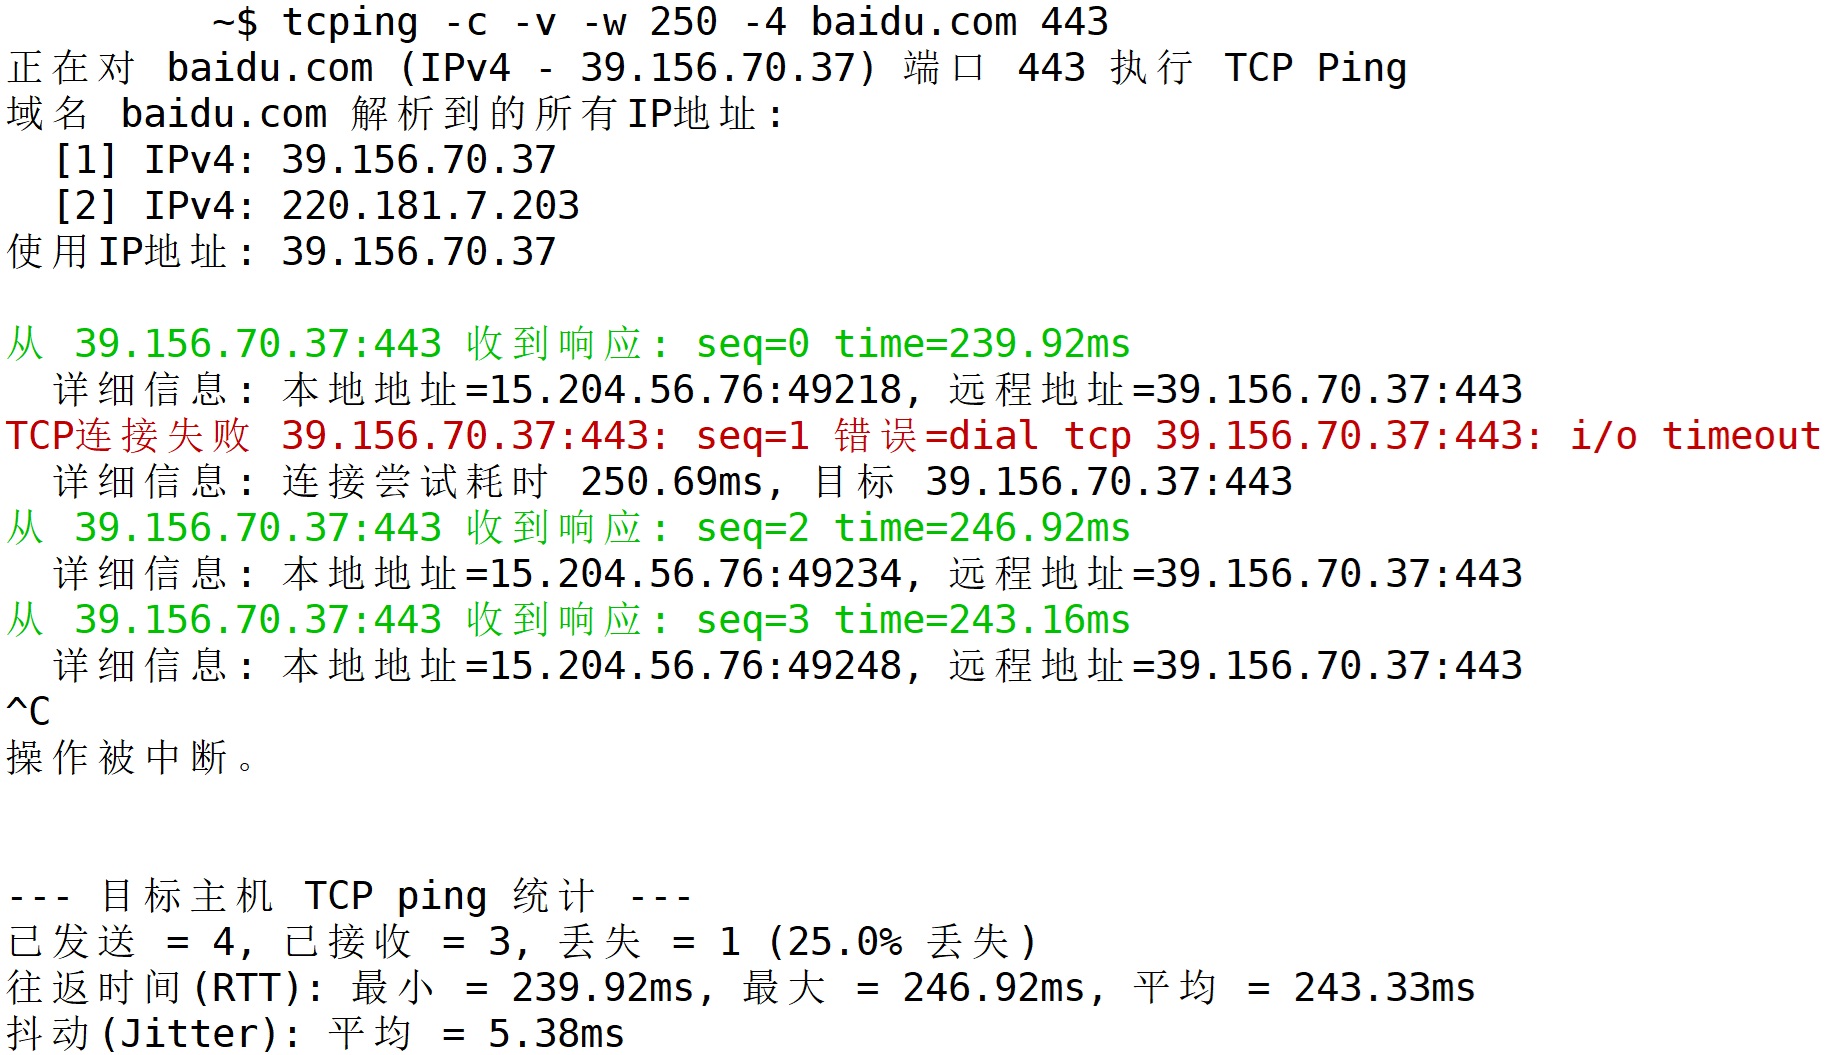 ~$ tcping -c -v -w 250 -4 baidu.com 443
正在对 baidu.com (IPv4 - 39.156.70.37) 端口 443 执行 TCP Ping
域名 baidu.com 解析到的所有IP地址:
[1] IPv4: 39.156.70.37
[2] IPv4: 220.181.7.203
使用IP地址: 39.156.70.37
从 39.156.70.37:443 收到响应: seq=0 time=239.92ms
详细信息: 本地地址=15.204.56.76:49218, 远程地址=39.156.70.37:443
TCP连接失败 39.156.70.37:443: seq=1 错误=dial tcp 39.156.70.37:443: i/o timeout
详细信息: 连接尝试耗时 250.69ms, 目标 39.156.70.37:443
从 39.156.70.37:443 收到响应: seq=2 time=246.92ms
详细信息: 本地地址=15.204.56.76:49234, 远程地址=39.156.70.37:443
从 39.156.70.37:443 收到响应: seq=3 time=243.16ms
详细信息: 本地地址=15.204.56.76:49248, 远程地址=39.156.70.37:443
^C
操作被中断。
--- 目标主机 TCP ping 统计 ---
已发送 = 4, 已接收 = 3, 丢失 = 1 (25.0% 丢失)
往返时间(RTT): 最小 = 239.92ms, 最大 = 246.92ms, 平均 = 243.33ms
抖动(Jitter): 平均 = 5.38ms